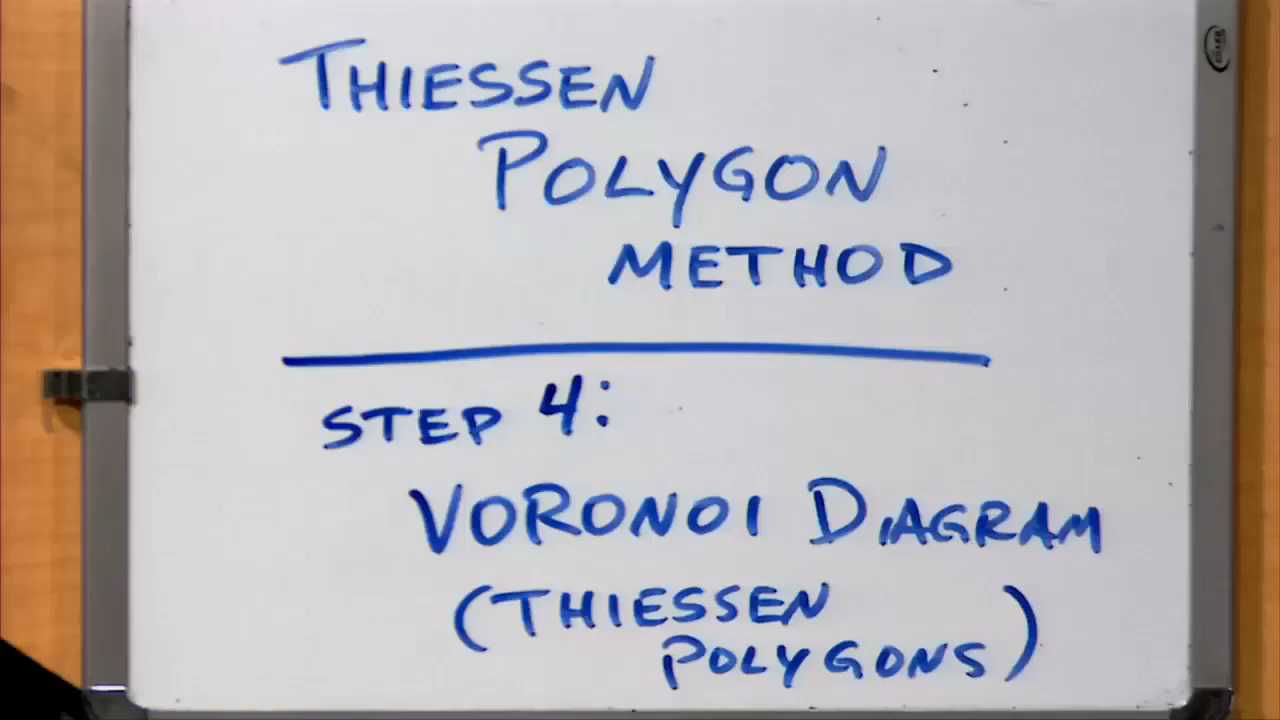 THIESSEN
POLYGON
METHOD
STEP 4:
VORONOI DIAGRAM
(THIESSEN
POLYGONS)